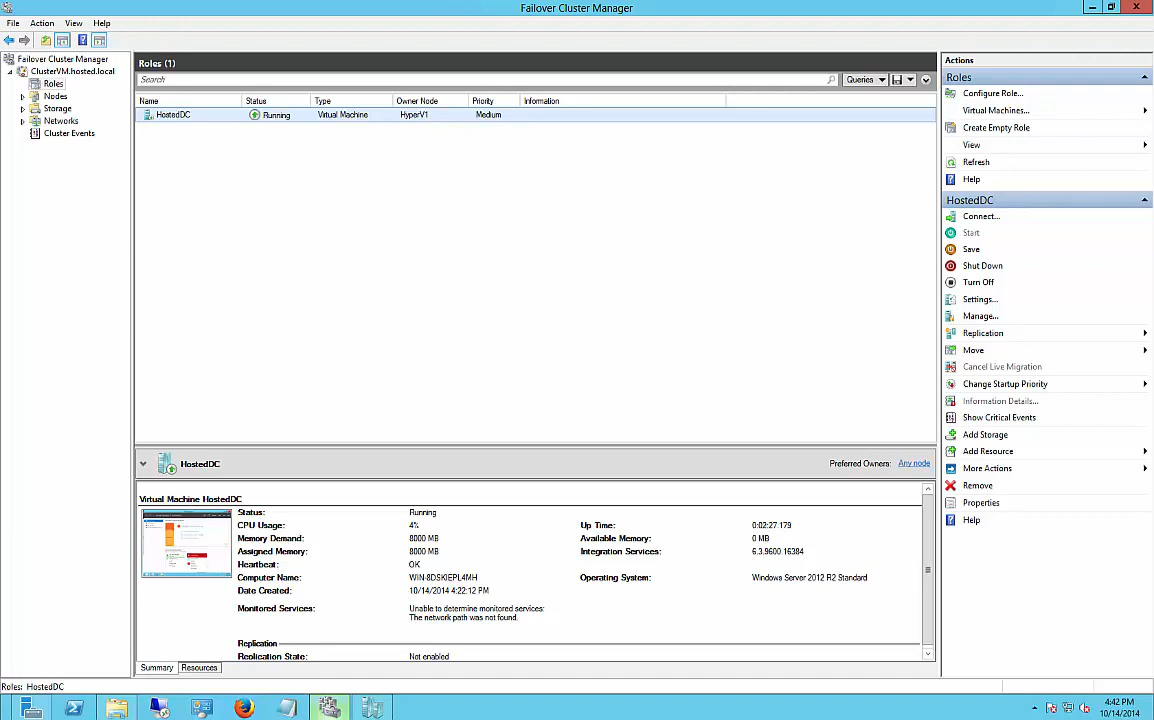 Failover Cluster Manager
File Action View Help
Failover Cluster Manager
ClusterVM.hosted.local
Roles
Nodes
Storage
Networks
Cluster Events
Roles (1)
Search
Queries
Name Status Type Owner Node Priority Information
HostedDC Running Virtual Machine HyperV1 Medium
HostedDC
Preferred Owners: Any node
Virtual Machine HostedDC
Status: Running
CPU Usage: 4% Up Time: 0:02:27.179
Memory Demand: 8000 MB Available Memory: 0 MB
Assigned Memory: 8000 MB Integration Services: 6.3.9600.16384
Heartbeat: OK
Computer Name: WIN-8DSKIEPL4MH Operating System: Windows Server 2012 R2 Standard
Date Created: 10/14/2014 4:22:12 PM
Monitored Services: Unable to determine monitored services:
The network path was not found.
Replication
Replication State: Not enabled
Summary Resources
Actions
Roles
Configure Role...
Virtual Machines...
Create Empty Role
View
Refresh
Help
HostedDC
Connect...
Start
Save
Shut Down
Turn Off
Settings...
Manage...
Replication
Move
Cancel Live Migration
Change Startup Priority
Information Details...
Show Critical Events
Add Storage
Add Resource
More Actions
Remove
Properties
Help
Roles: HostedDC
4:42 PM
10/14/2014